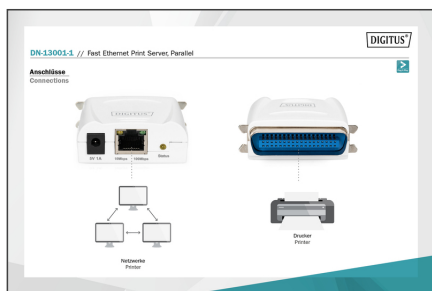 DIGITUS®
DN-13001-1 // Fast Ethernet Print Server, Parallel
Anschlüsse
Connections
DIGITUS
5V 1A
10Mbps
100Mbps
Status
Netzwerke
Printer
Drucker
Printer